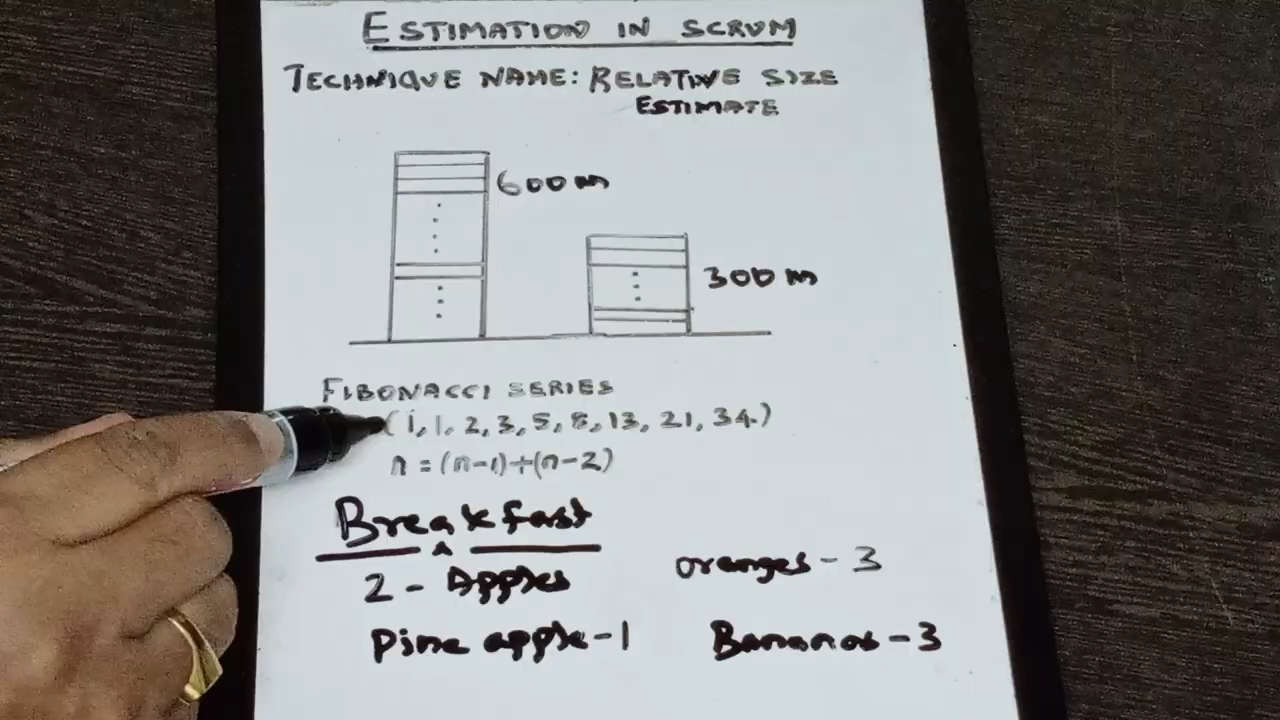 ESTIMATION IN SCRUM
TECHNIQUE NAME: RELATIVE SIZE
ESTIMATE
600 m
300 m
FIBONACCI SERIES
(1, 1, 2, 3, 5, 8, 13, 21, 34.)
n = (n-1)+(n-2)
Breakfast
2 - Apples
oranges - 3
Pine apple - 1
Bananas - 3